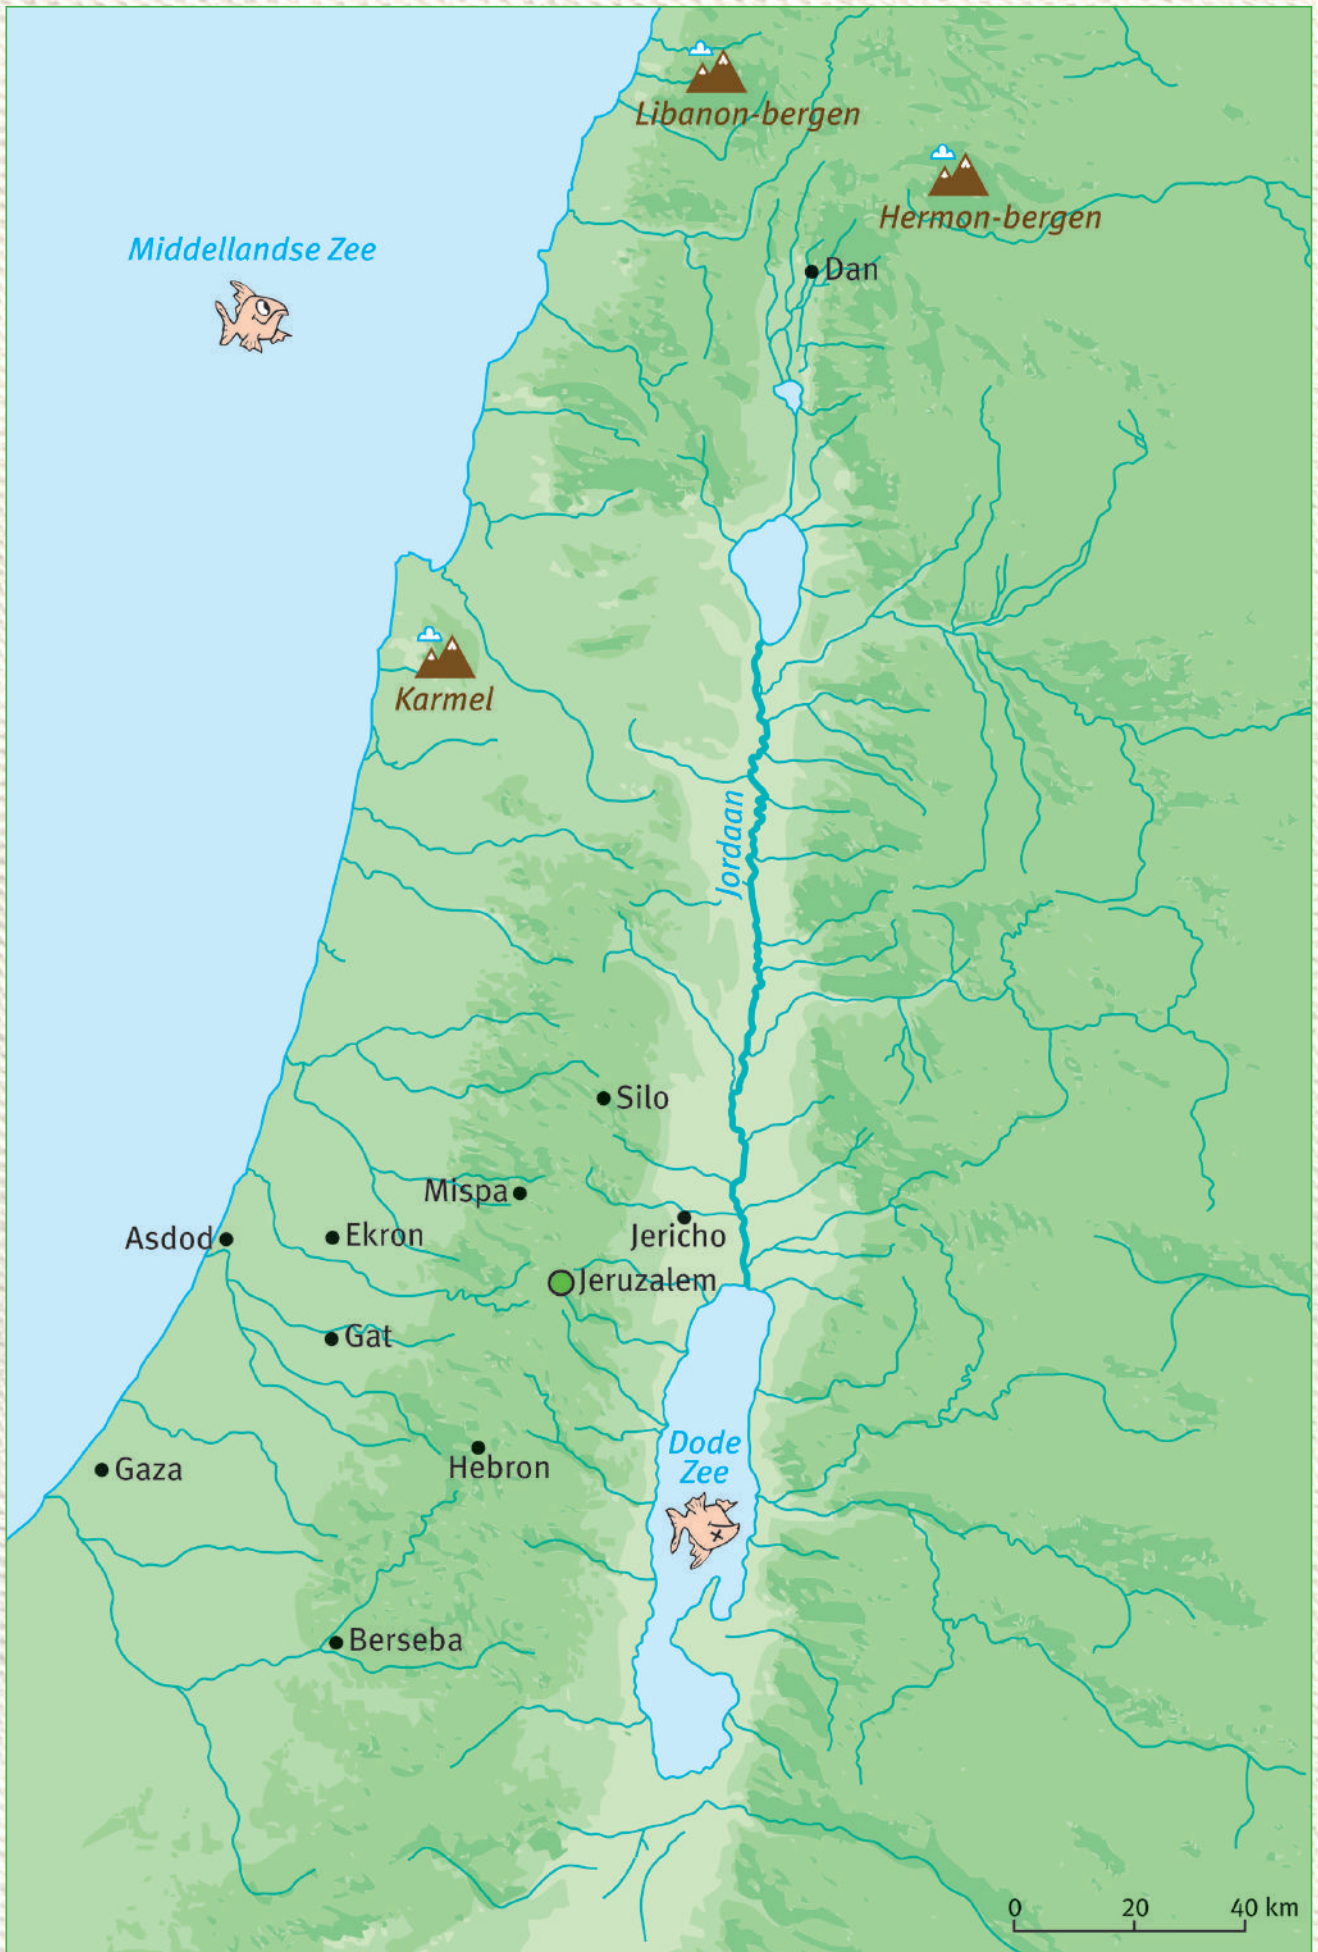 Libanon-bergen
Hermon-bergen
Middellandse Zee
Dan
Karmel
Jordaan
Silo
Mispa
Jericho
Asdod
Ekron
Jeruzalem
Gat
Dode
Zee
Hebron
Gaza
Berseba
0 20 40 km